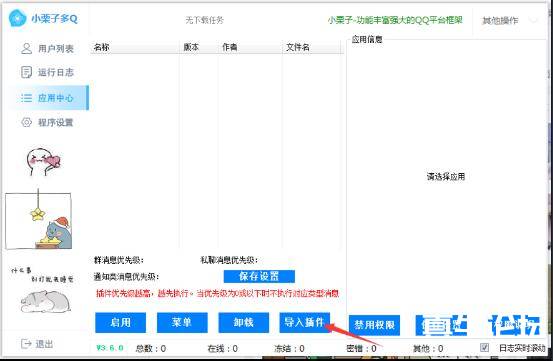 小栗子多Q 无下载任务 小栗子-功能丰富强大的QQ平台框架 其他操作
用户列表
运行日志
应用中心
程序设置
名称 版本 作者 文件名
应用信息
请选择应用
什么事
别打扰我睡觉
群消息优先级: 私聊消息优先级:
通知类消息优先级: 保存设置
插件优先级越高,越先执行。当优先级为0或以下时不执行对应类型消息
启用 菜单 卸载 导入插件 禁用权限
退出
V3.6.0 总数:0 在线:0 冻结:0 密错:0 其他:0 日志实时滚动